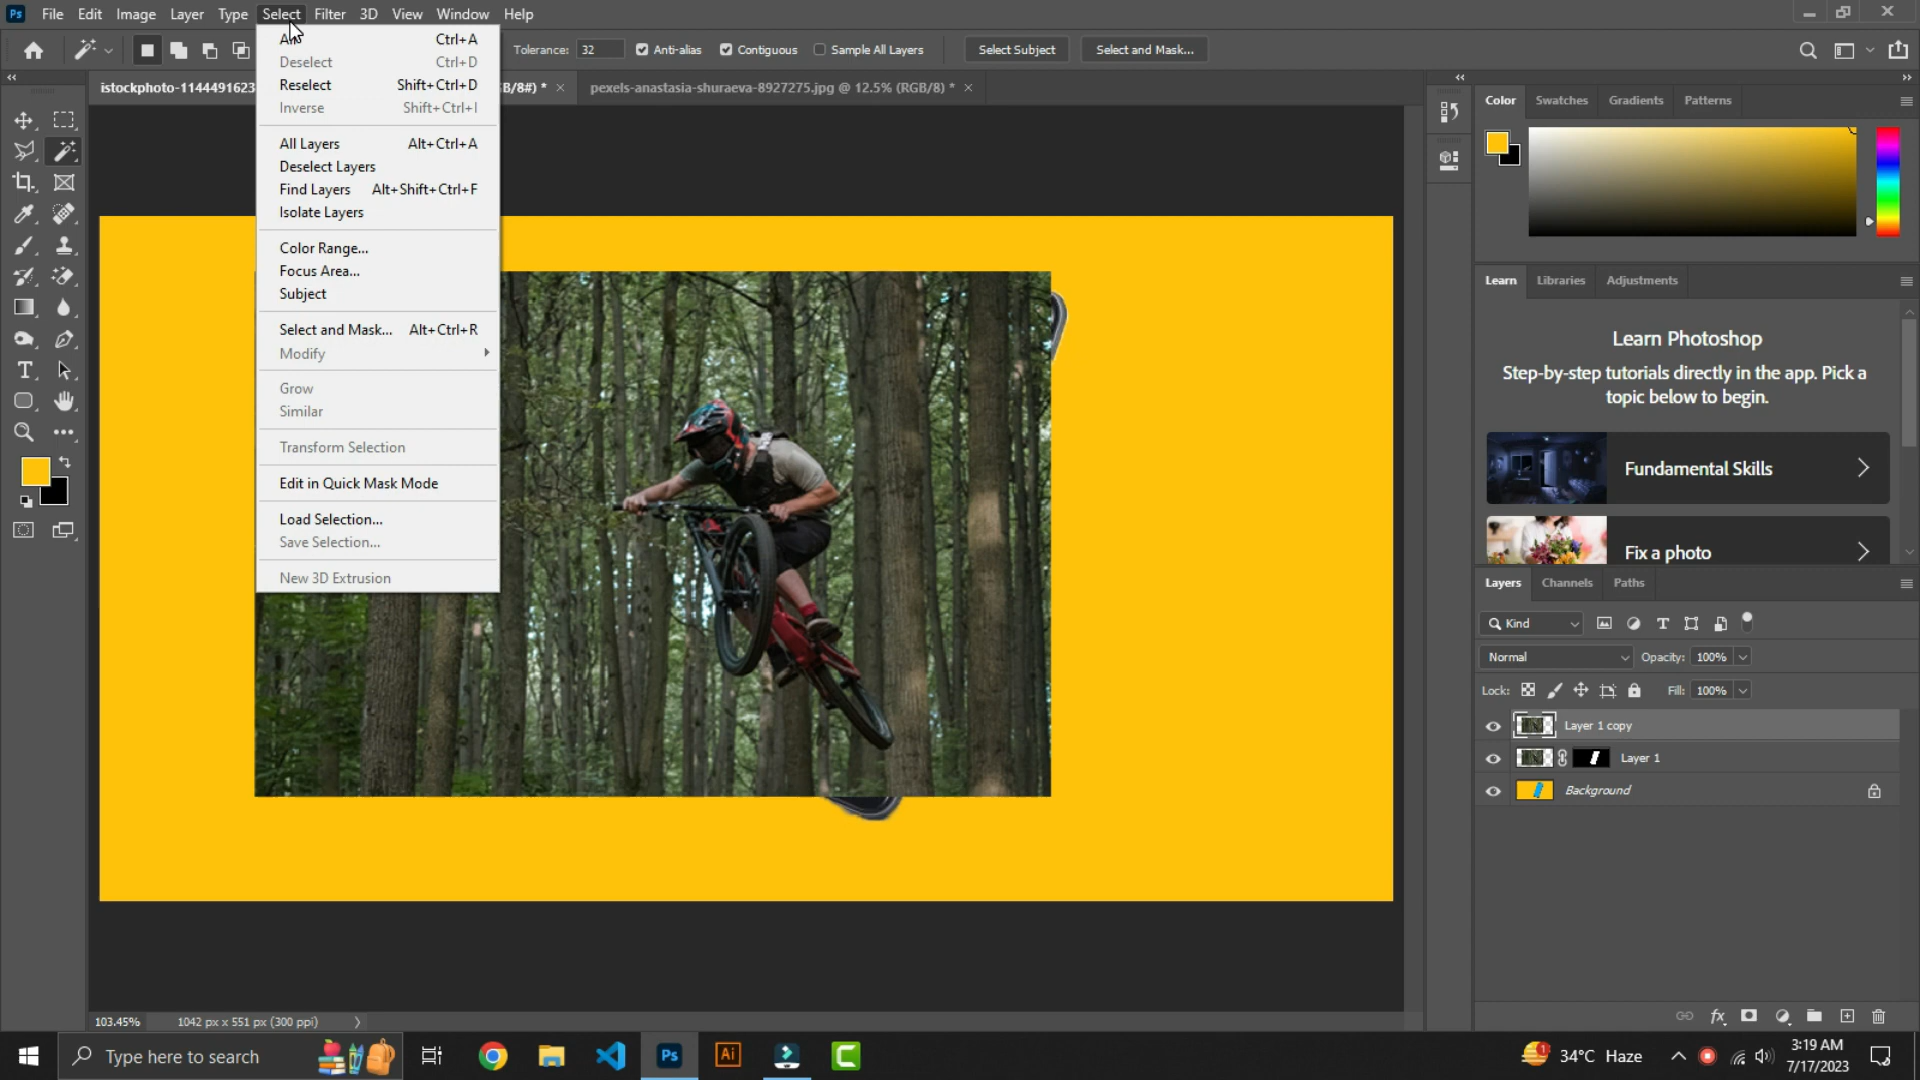 Ps File Edit Image Layer Type Select Filter 3D View Window Help
Tolerance: 32 Anti-alias Contiguous Sample All Layers Select Subject Select and Mask...
istockphoto-1144491623 B/8#) * × pexels-anastasia-shuraeva-8927275.jpg @ 12.5% (RGB/8) * ×
All Ctrl+A
Deselect Ctrl+D
Reselect Shift+Ctrl+D
Inverse Shift+Ctrl+I
All Layers Alt+Ctrl+A
Deselect Layers
Find Layers Alt+Shift+Ctrl+F
Isolate Layers
Color Range...
Focus Area...
Subject
Select and Mask... Alt+Ctrl+R
Modify
Grow
Similar
Transform Selection
Edit in Quick Mask Mode
Load Selection...
Save Selection...
New 3D Extrusion
Color Swatches Gradients Patterns
Learn Libraries Adjustments
Learn Photoshop
Step-by-step tutorials directly in the app. Pick a
topic below to begin.
Fundamental Skills
Fix a photo
Layers Channels Paths
Kind
Normal Opacity: 100%
Lock: Fill: 100%
Layer 1 copy
Layer 1
Background
fx
103.45% 1042 px x 551 px (300 ppi)
Type here to search Ps Ai 1 34°C Haze 3:19 AM
7/17/2023